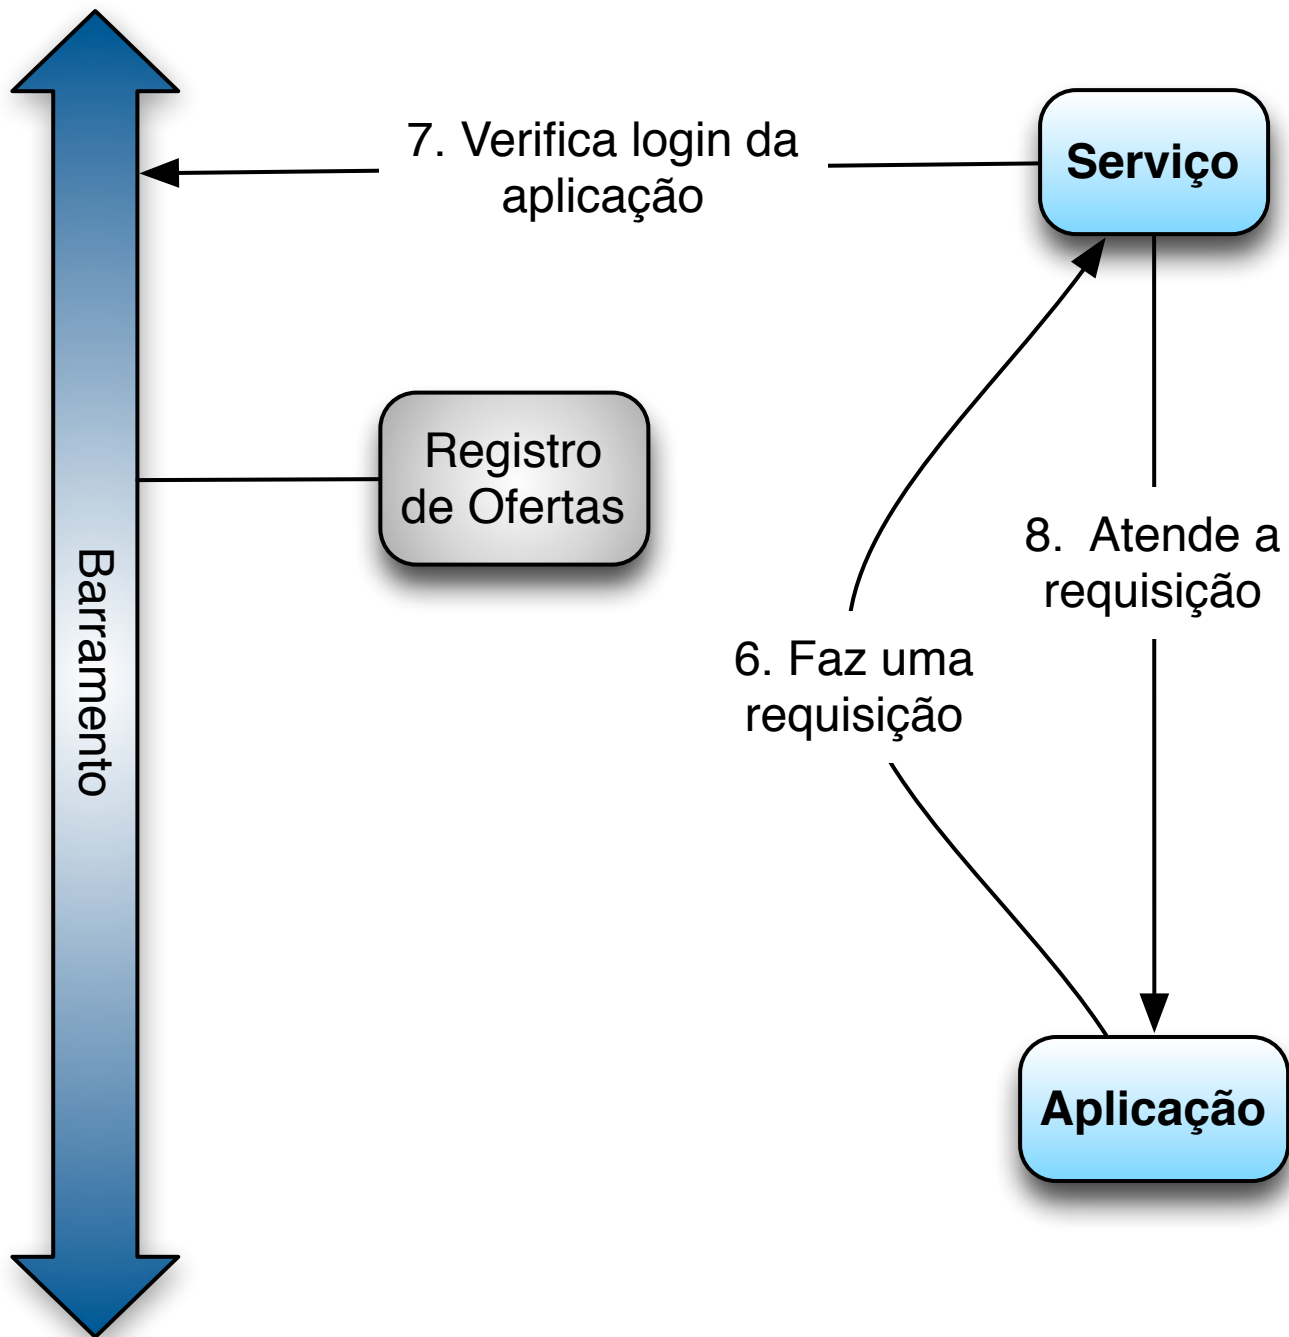 7. Verifica login da
aplicação
Serviço
Registro
de Ofertas
Barramento
8. Atende a
requisição
6. Faz uma
requisição
Aplicação